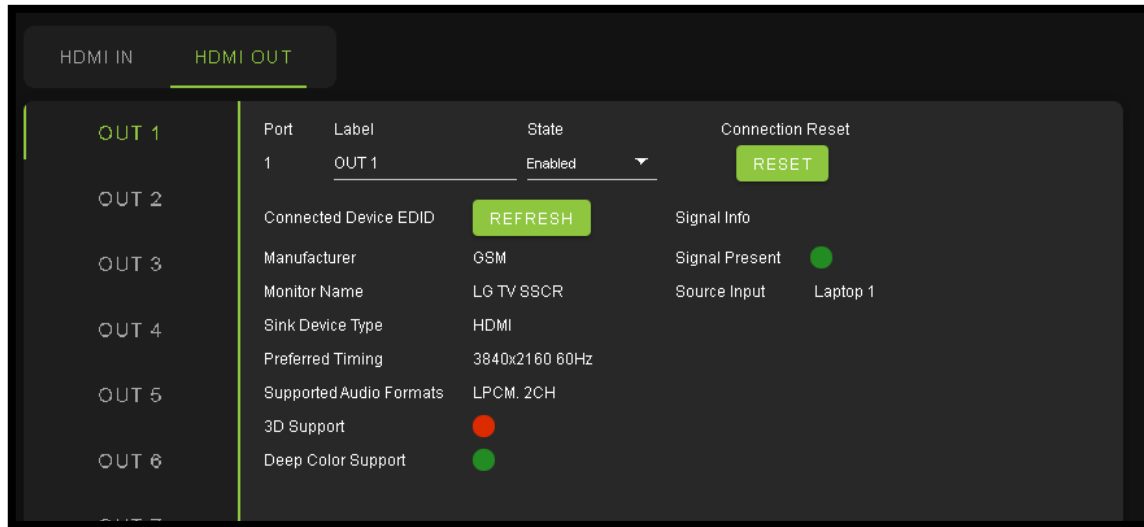 HDMI IN HDMI OUT
OUT 1
OUT 2
OUT 3
OUT 4
OUT 5
OUT 6
Port Label State Connection Reset
1 OUT 1 Enabled RESET
Connected Device EDID REFRESH Signal Info
Manufacturer GSM Signal Present
Monitor Name LG TV SSCR Source Input Laptop 1
Sink Device Type HDMI
Preferred Timing 3840x2160 60Hz
Supported Audio Formats LPCM. 2CH
3D Support
Deep Color Support